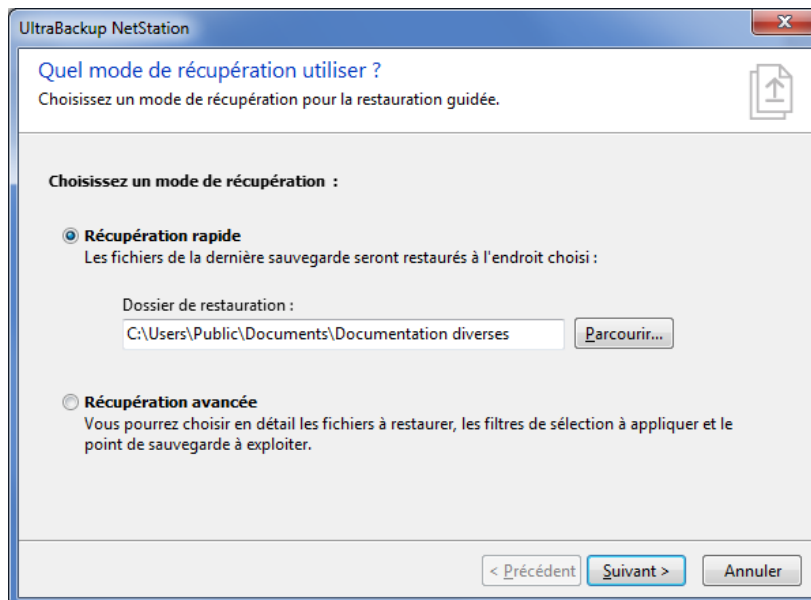 UltraBackup NetStation
Quel mode de récupération utiliser ?
Choisissez un mode de récupération pour la restauration guidée.
Choisissez un mode de récupération :
Récupération rapide
Les fichiers de la dernière sauvegarde seront restaurés à l'endroit choisi :
Dossier de restauration :
C:\Users\Public\Documents\Documentation diverses
Parcourir...
Récupération avancée
Vous pourrez choisir en détail les fichiers à restaurer, les filtres de sélection à appliquer et le
point de sauvegarde à exploiter.
< Précédent
Suivant >
Annuler